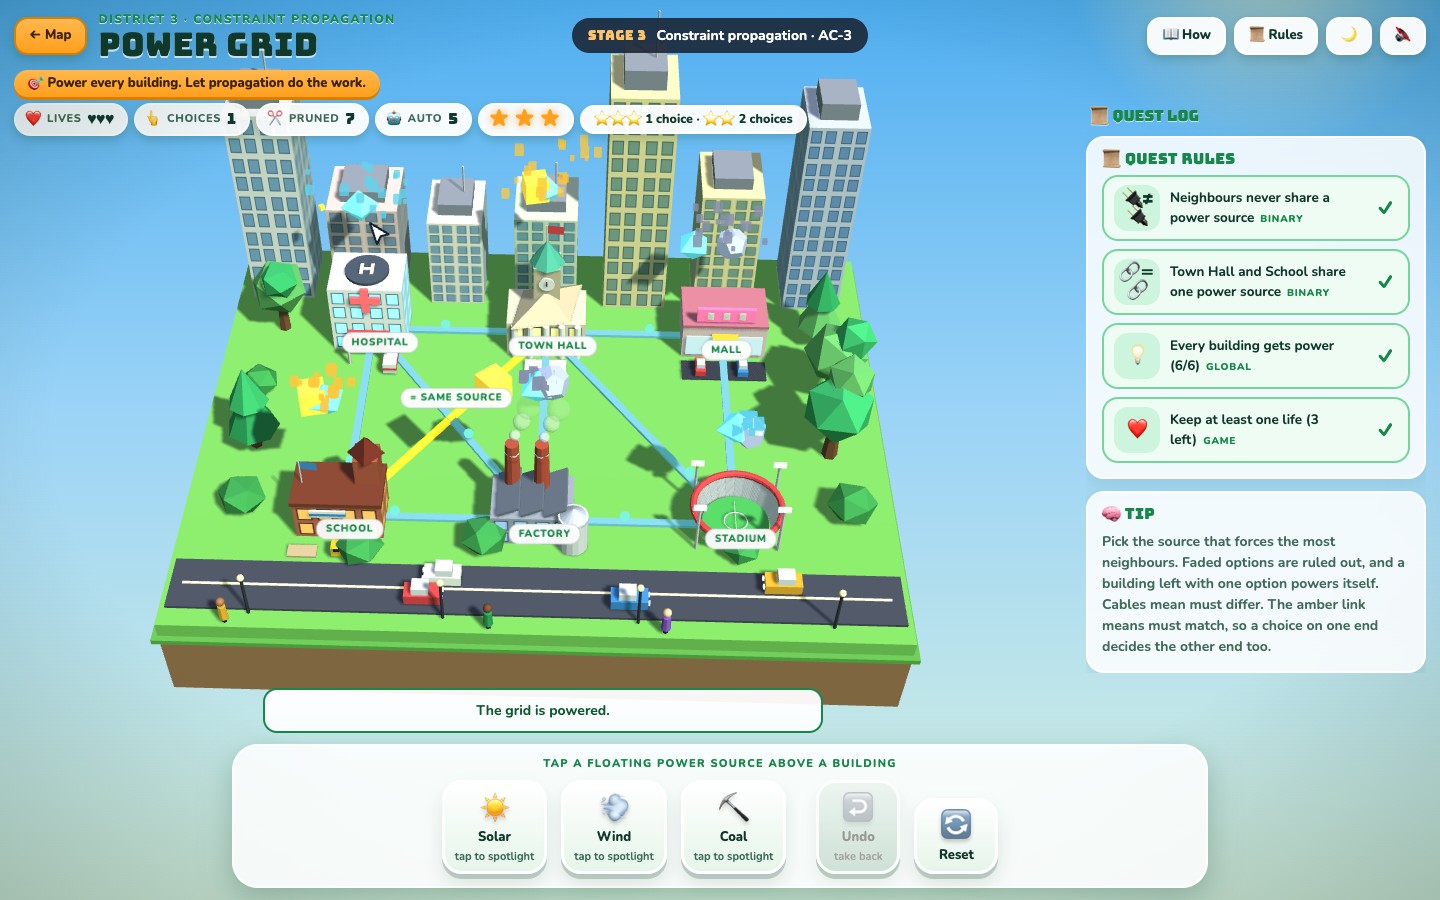 ← Map
DISTRICT 3 · CONSTRAINT PROPAGATION
POWER GRID
STAGE 3 Constraint propagation · AC-3
How
Rules
Power every building. Let propagation do the work.
LIVES ♥♥♥
CHOICES 1
PRUNED 7
AUTO 5
1 choice · 2 choices
QUEST LOG
QUEST RULES
Neighbours never share a
power source BINARY
Town Hall and School share
one power source BINARY
Every building gets power
(6/6) GLOBAL
Keep at least one life (3
left) GAME
TIP
Pick the source that forces the most
neighbours. Faded options are ruled out, and a
building left with one option powers itself.
Cables mean must differ. The amber link
means must match, so a choice on one end
decides the other end too.
H
HOSPITAL
TOWN HALL
MALL
= SAME SOURCE
SCHOOL
FACTORY
STADIUM
The grid is powered.
TAP A FLOATING POWER SOURCE ABOVE A BUILDING
Solar
tap to spotlight
Wind
tap to spotlight
Coal
tap to spotlight
Undo
take back
Reset